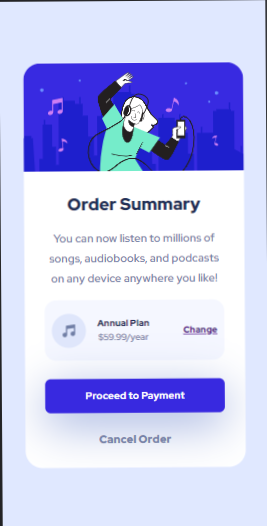 Order Summary
You can now listen to millions of
songs, audiobooks, and podcasts
on any device anywhere you like!
Annual Plan
$59.99/year
Change
Proceed to Payment
Cancel Order